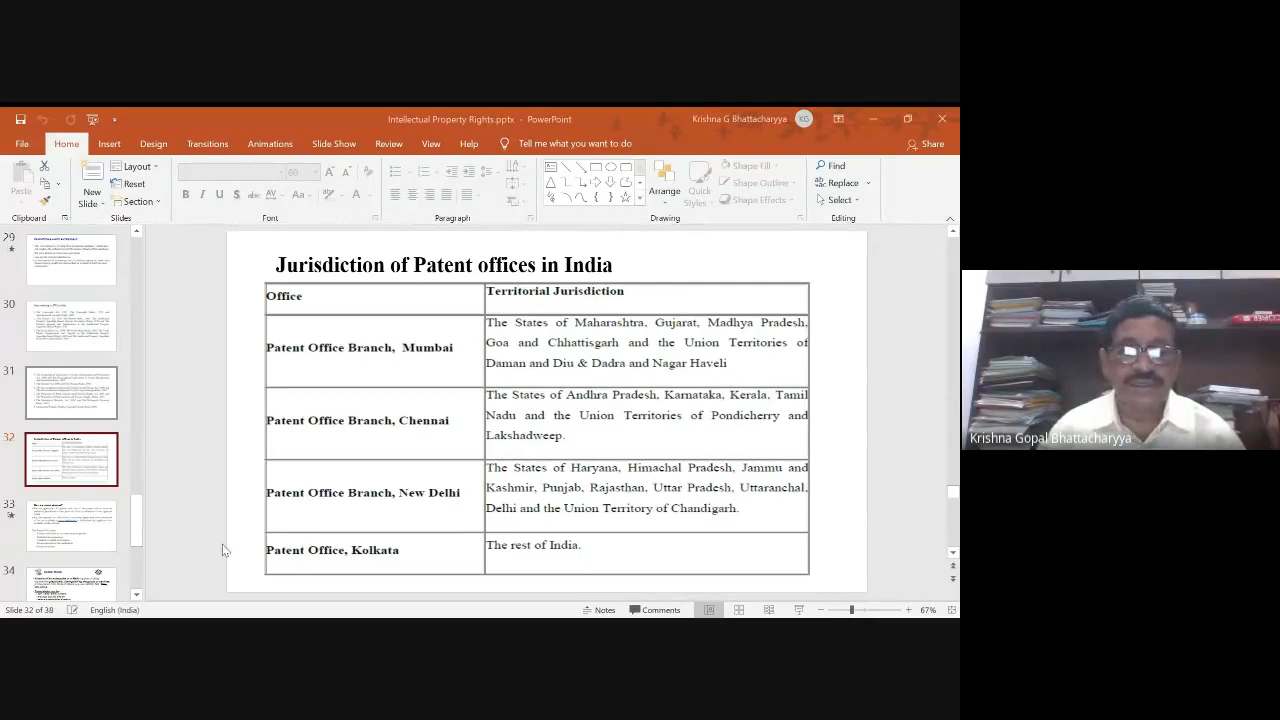 Intellectual Property Rights.pptx - PowerPoint
Krishna G Bhattacharyya
KG
File Home Insert Design Transitions Animations Slide Show Review View Help Tell me what you want to do
Share
Paste
Clipboard
New
Slide
Layout
Reset
Section
Slides
60
B I U S
Aa
A
Font
Paragraph
Arrange
Quick
Styles
Shape Fill
Shape Outline
Shape Effects
Drawing
Find
Replace
Select
Editing
29
30
31
32
33
34
Jurisdiction of Patent offices in India
Office
Territorial Jurisdiction
Patent Office Branch, Mumbai
The States of Maharashtra, Gujarat, Madhya Pradesh,
Goa and Chhattisgarh and the Union Territories of
Daman and Diu & Dadra and Nagar Haveli
Patent Office Branch, Chennai
The States of Andhra Pradesh, Karnataka, Kerala, Tamil
Nadu and the Union Territories of Pondicherry and
Lakshadweep.
Patent Office Branch, New Delhi
The States of Haryana, Himachal Pradesh, Jammu and
Kashmir, Punjab, Rajasthan, Uttar Pradesh, Uttaranchal,
Delhi and the Union Territory of Chandigarh.
Patent Office, Kolkata
The rest of India.
Slide 32 of 38
English (India)
Notes
Comments
67%
Krishna Gopal Bhattacharyya